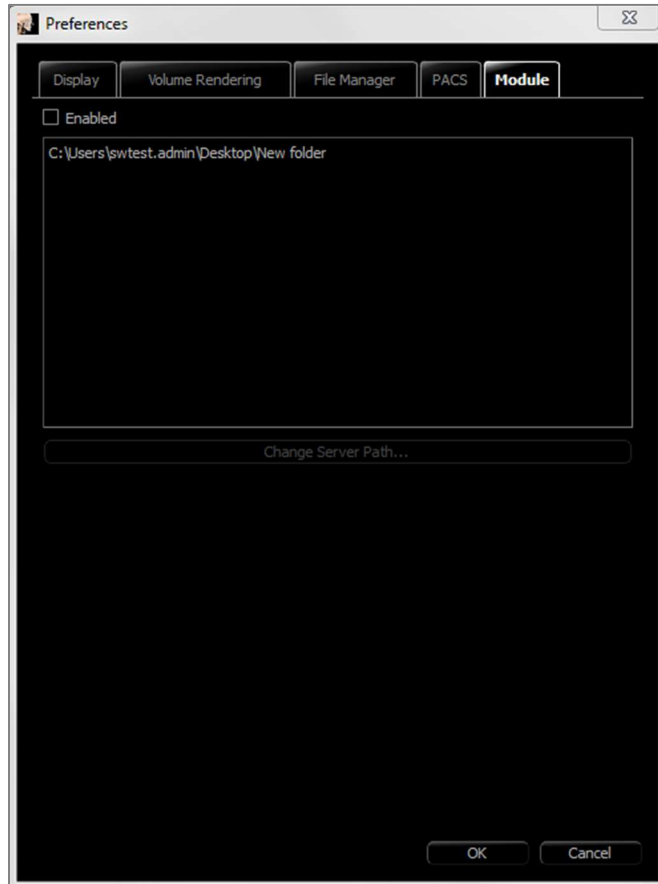 Preferences
Display Volume Rendering File Manager PACS Module
Enabled
C:\Users\swtest.admin\Desktop\New folder
Change Server Path...
OK Cancel